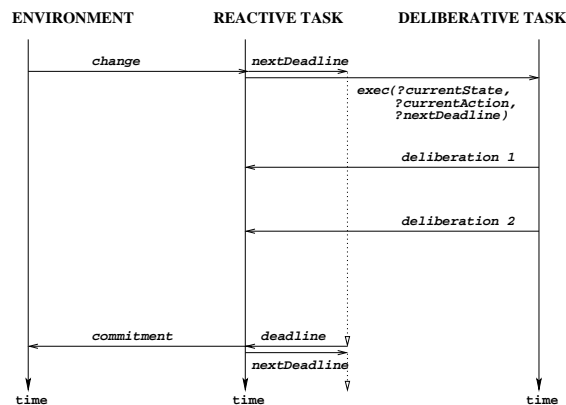 ENVIRONMENT REACTIVE TASK DELIBERATIVE TASK
change nextDeadline
exec(?currentState,
?currentAction,
?nextDeadline)
deliberation 1
deliberation 2
commitment deadline
nextDeadline
time time time